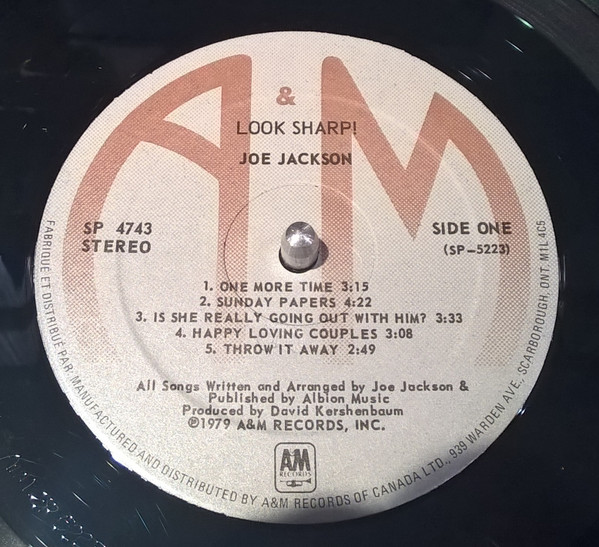 A & M
LOOK SHARP!
JOE JACKSON
SP 4743
STEREO
SIDE ONE
(SP-5223)
1. ONE MORE TIME 3:15
2. SUNDAY PAPERS 4:22
3. IS SHE REALLY GOING OUT WITH HIM? 3:33
4. HAPPY LOVING COUPLES 3:08
5. THROW IT AWAY 2:49
All Songs Written and Arranged by Joe Jackson &
Published by Albion Music
Produced by David Kershenbaum
℗1979 A&M RECORDS, INC.
A&M
RECORDS
FABRIQUÉ ET DISTRIBUÉ PAR: MANUFACTURED AND DISTRIBUTED BY A&M RECORDS OF CANADA LTD., 939 WARDEN AVE., SCARBOROUGH, ONT. M1L 4C5